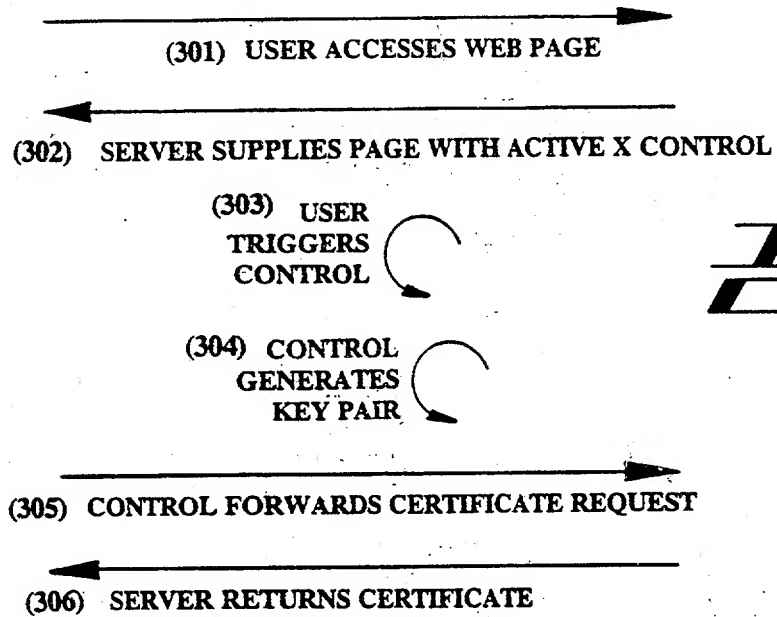 (301) USER ACCESSES WEB PAGE
(302) SERVER SUPPLIES PAGE WITH ACTIVE X CONTROL
(303) USER
TRIGGERS
CONTROL
(304) CONTROL
GENERATES
KEY PAIR
(305) CONTROL FORWARDS CERTIFICATE REQUEST
(306) SERVER RETURNS CERTIFICATE